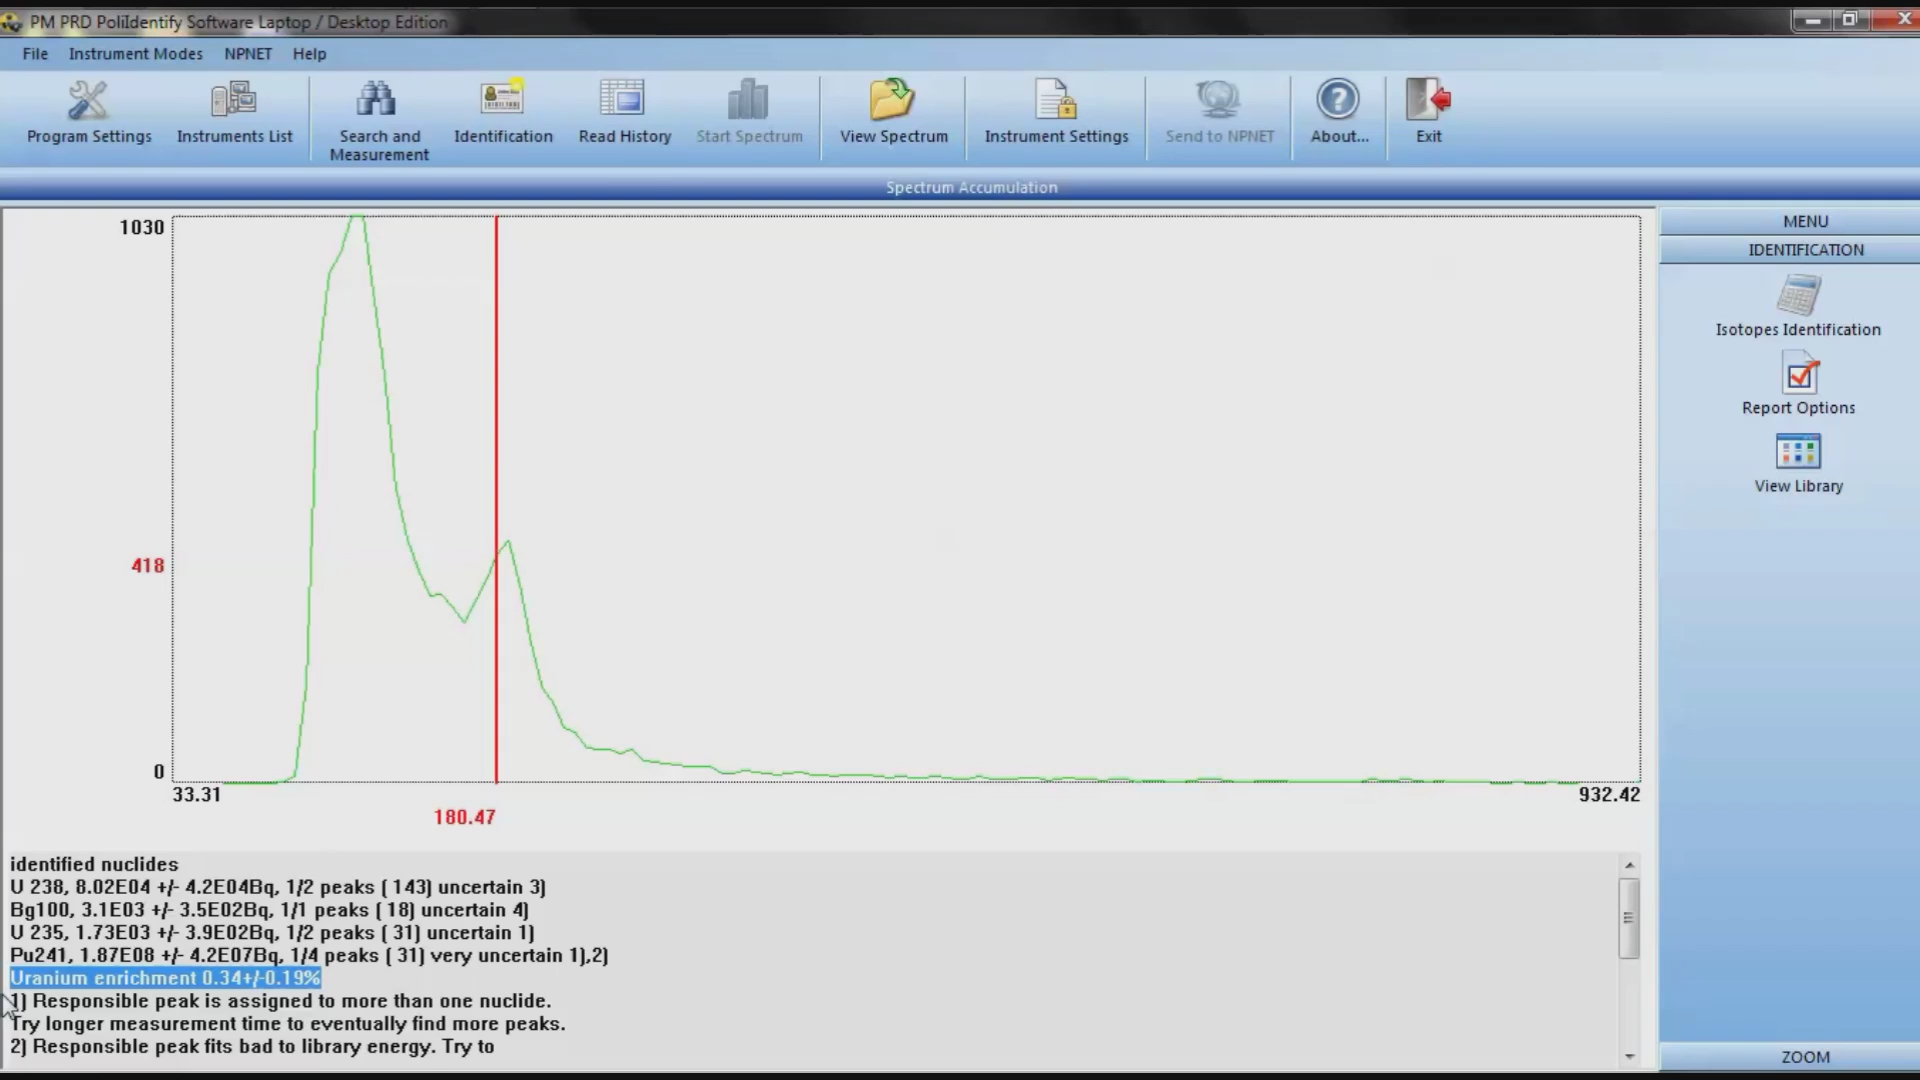 PM PRD PoliIdentify Software Laptop / Desktop Edition
File Instrument Modes NPNET Help
Program Settings
Instruments List
Search and
Measurement
Identification
Read History
Start Spectrum
View Spectrum
Instrument Settings
Send to NPNET
About...
Exit
Spectrum Accumulation
1030
418
0
33.31
180.47
932.42
MENU
IDENTIFICATION
Isotopes Identification
Report Options
View Library
ZOOM
identified nuclides
U 238, 8.02E04 +/- 4.2E04Bq, 1/2 peaks ( 143) uncertain 3)
Bg100, 3.1E03 +/- 3.5E02Bq, 1/1 peaks ( 18) uncertain 4)
U 235, 1.73E03 +/- 3.9E02Bq, 1/2 peaks ( 31) uncertain 1)
Pu241, 1.87E08 +/- 4.2E07Bq, 1/4 peaks ( 31) very uncertain 1),2)
Uranium enrichment 0.34+/-0.19%
1) Responsible peak is assigned to more than one nuclide.
Try longer measurement time to eventually find more peaks.
2) Responsible peak fits bad to library energy. Try to